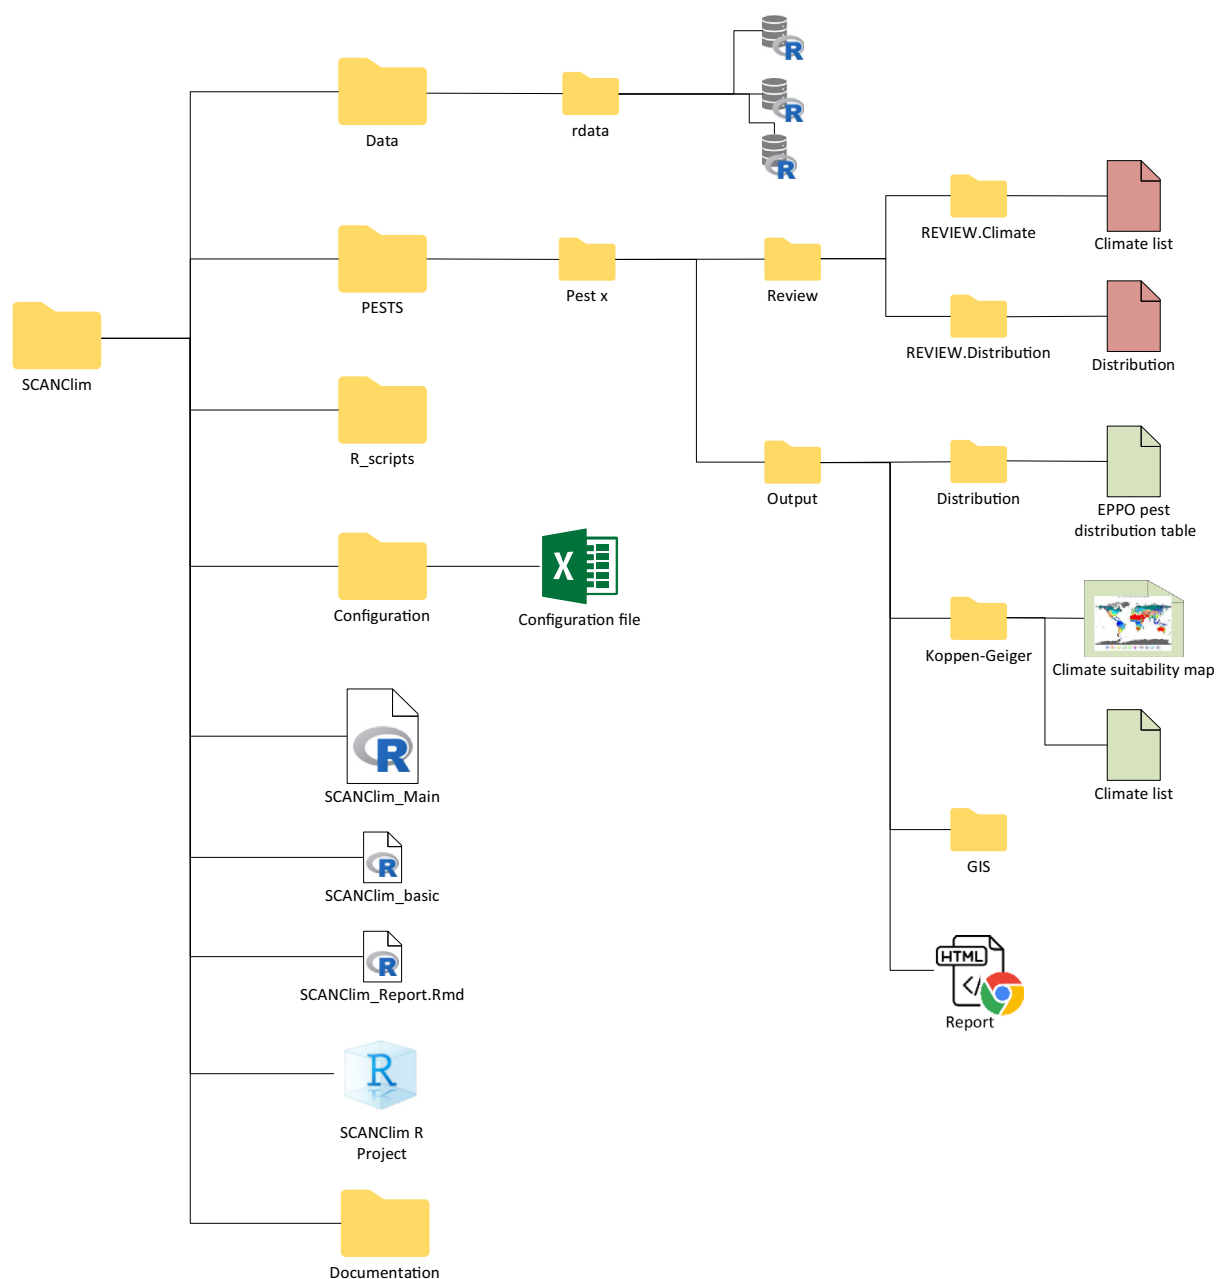 Data
rdata
R
R
R
REVIEW.Climate
Climate list
PESTS
Pest x
Review
REVIEW.Distribution
Distribution
SCANClim
R_scripts
Output
Distribution
EPPO pest
distribution table
Configuration
X
Configuration file
Koppen-Geiger
Climate suitability map
R
SCANClim_Main
Climate list
R
SCANClim_basic
GIS
R
SCANClim_Report.Rmd
HTML
</
Report
R
SCANClim R
Project
Documentation